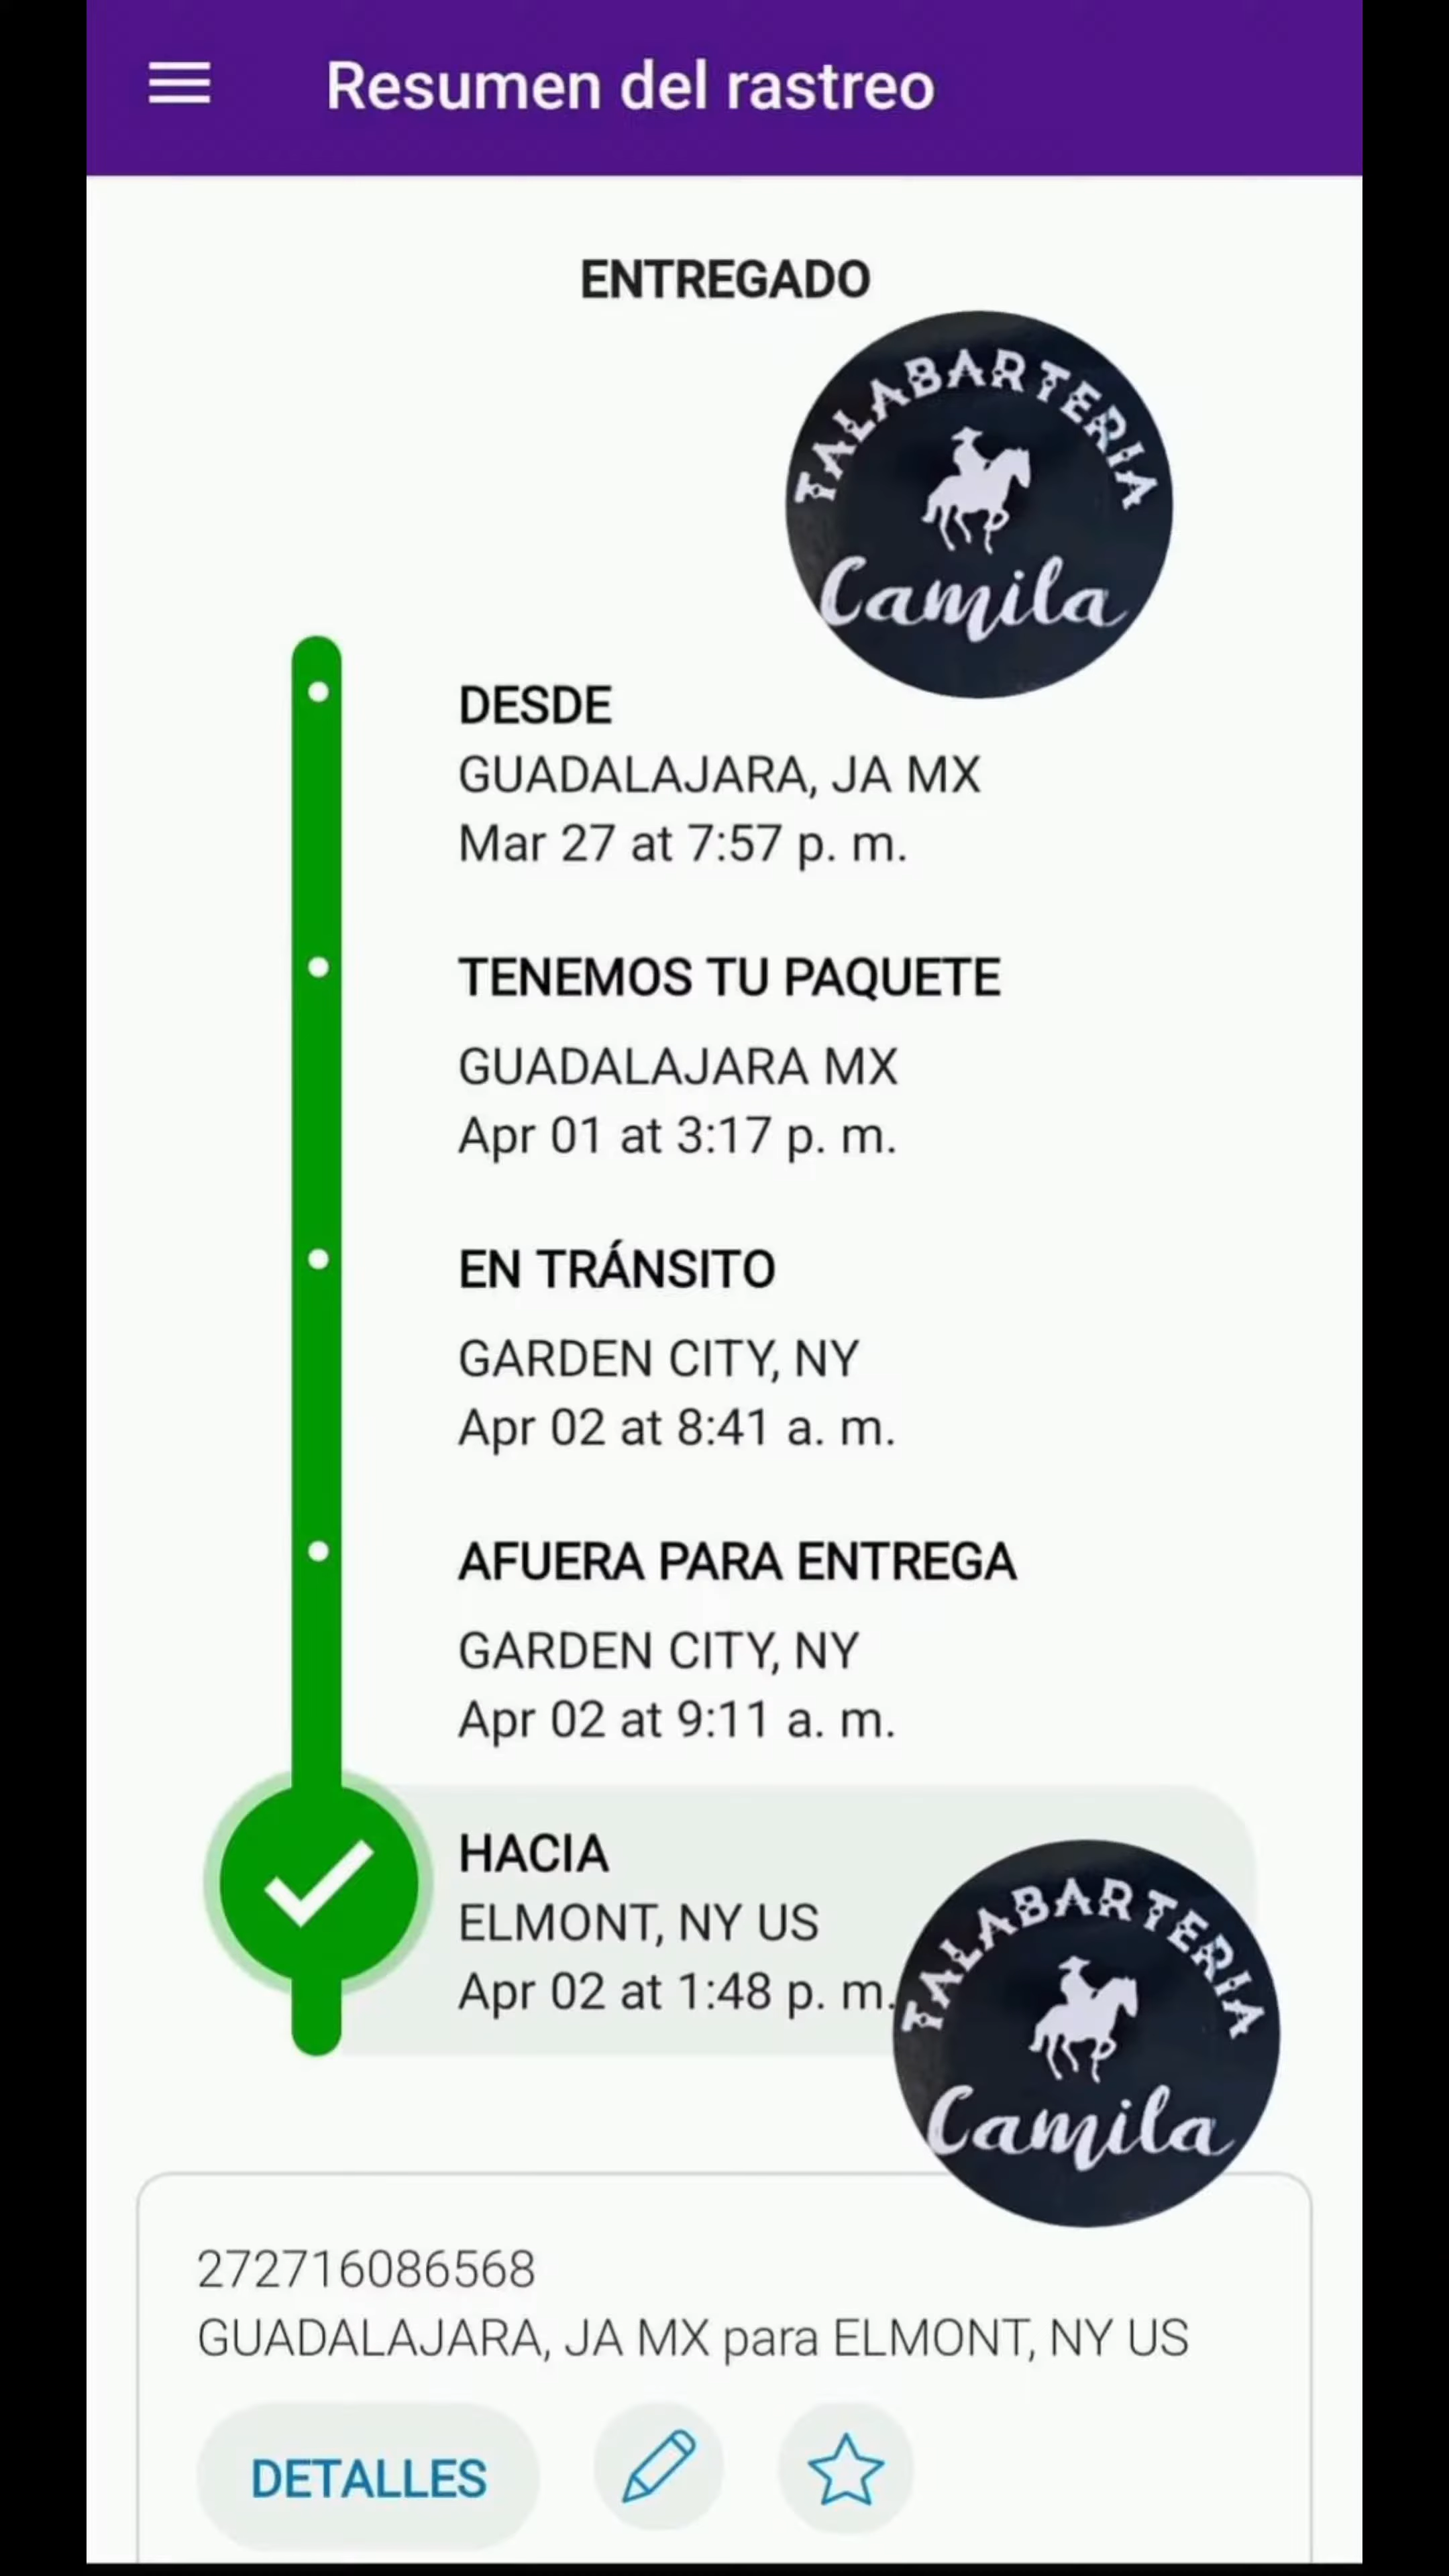 Resumen del rastreo
ENTREGADO
TALABARTERIA
Camila
DESDE
GUADALAJARA, JA MX
Mar 27 at 7:57 p. m.
TENEMOS TU PAQUETE
GUADALAJARA MX
Apr 01 at 3:17 p. m.
EN TRÁNSITO
GARDEN CITY, NY
Apr 02 at 8:41 a. m.
AFUERA PARA ENTREGA
GARDEN CITY, NY
Apr 02 at 9:11 a. m.
HACIA
ELMONT, NY US
Apr 02 at 1:48 p. m.
TALABARTERIA
Camila
272716086568
GUADALAJARA, JA MX para ELMONT, NY US
DETALLES